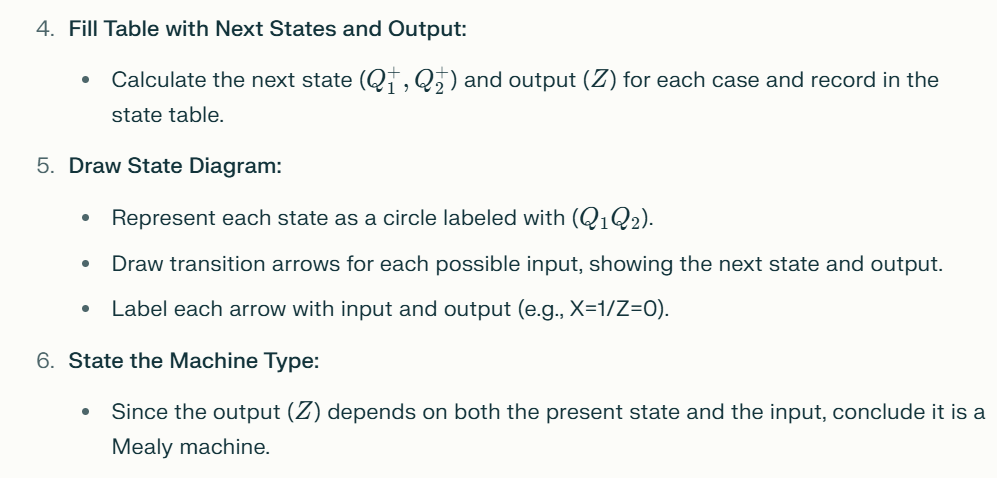 4. Fill Table with Next States and Output:
• Calculate the next state (Q₁⁺, Q₂⁺) and output (Z) for each case and record in the
state table.
5. Draw State Diagram:
• Represent each state as a circle labeled with (Q₁Q₂).
• Draw transition arrows for each possible input, showing the next state and output.
• Label each arrow with input and output (e.g., X=1/Z=0).
6. State the Machine Type:
• Since the output (Z) depends on both the present state and the input, conclude it is a
Mealy machine.